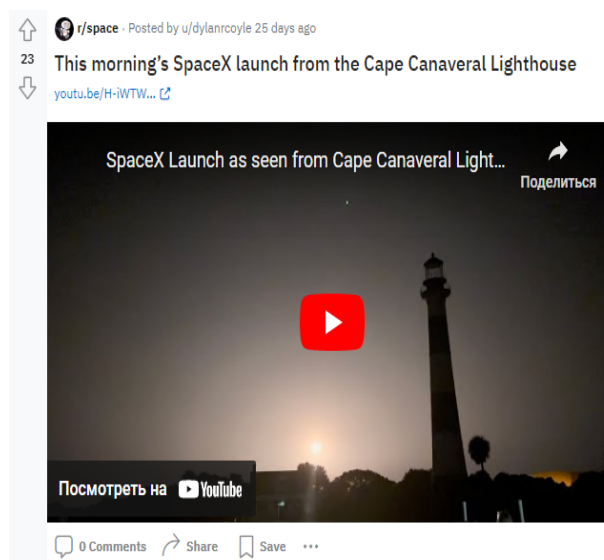 r/space · Posted by u/dylanrcoyle 25 days ago
23
This morning's SpaceX launch from the Cape Canaveral Lighthouse
youtu.be/H-iWTW...
SpaceX Launch as seen from Cape Canaveral Light...
Поделиться
Посмотреть на YouTube
0 Comments Share Save ...